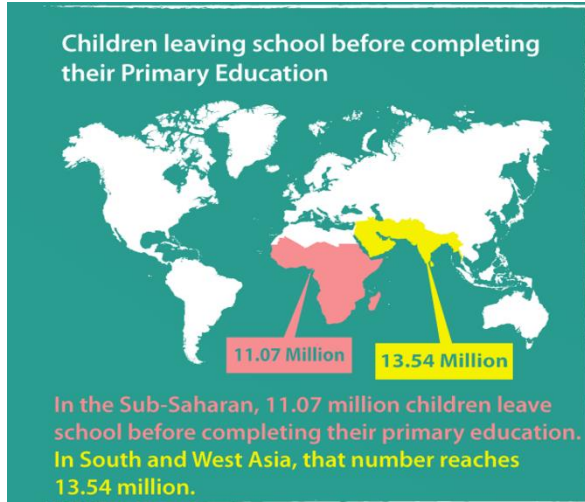 Children leaving school before completing
their Primary Education
11.07 Million
13.54 Million
In the Sub-Saharan, 11.07 million children leave
school before completing their primary education.
In South and West Asia, that number reaches
13.54 million.